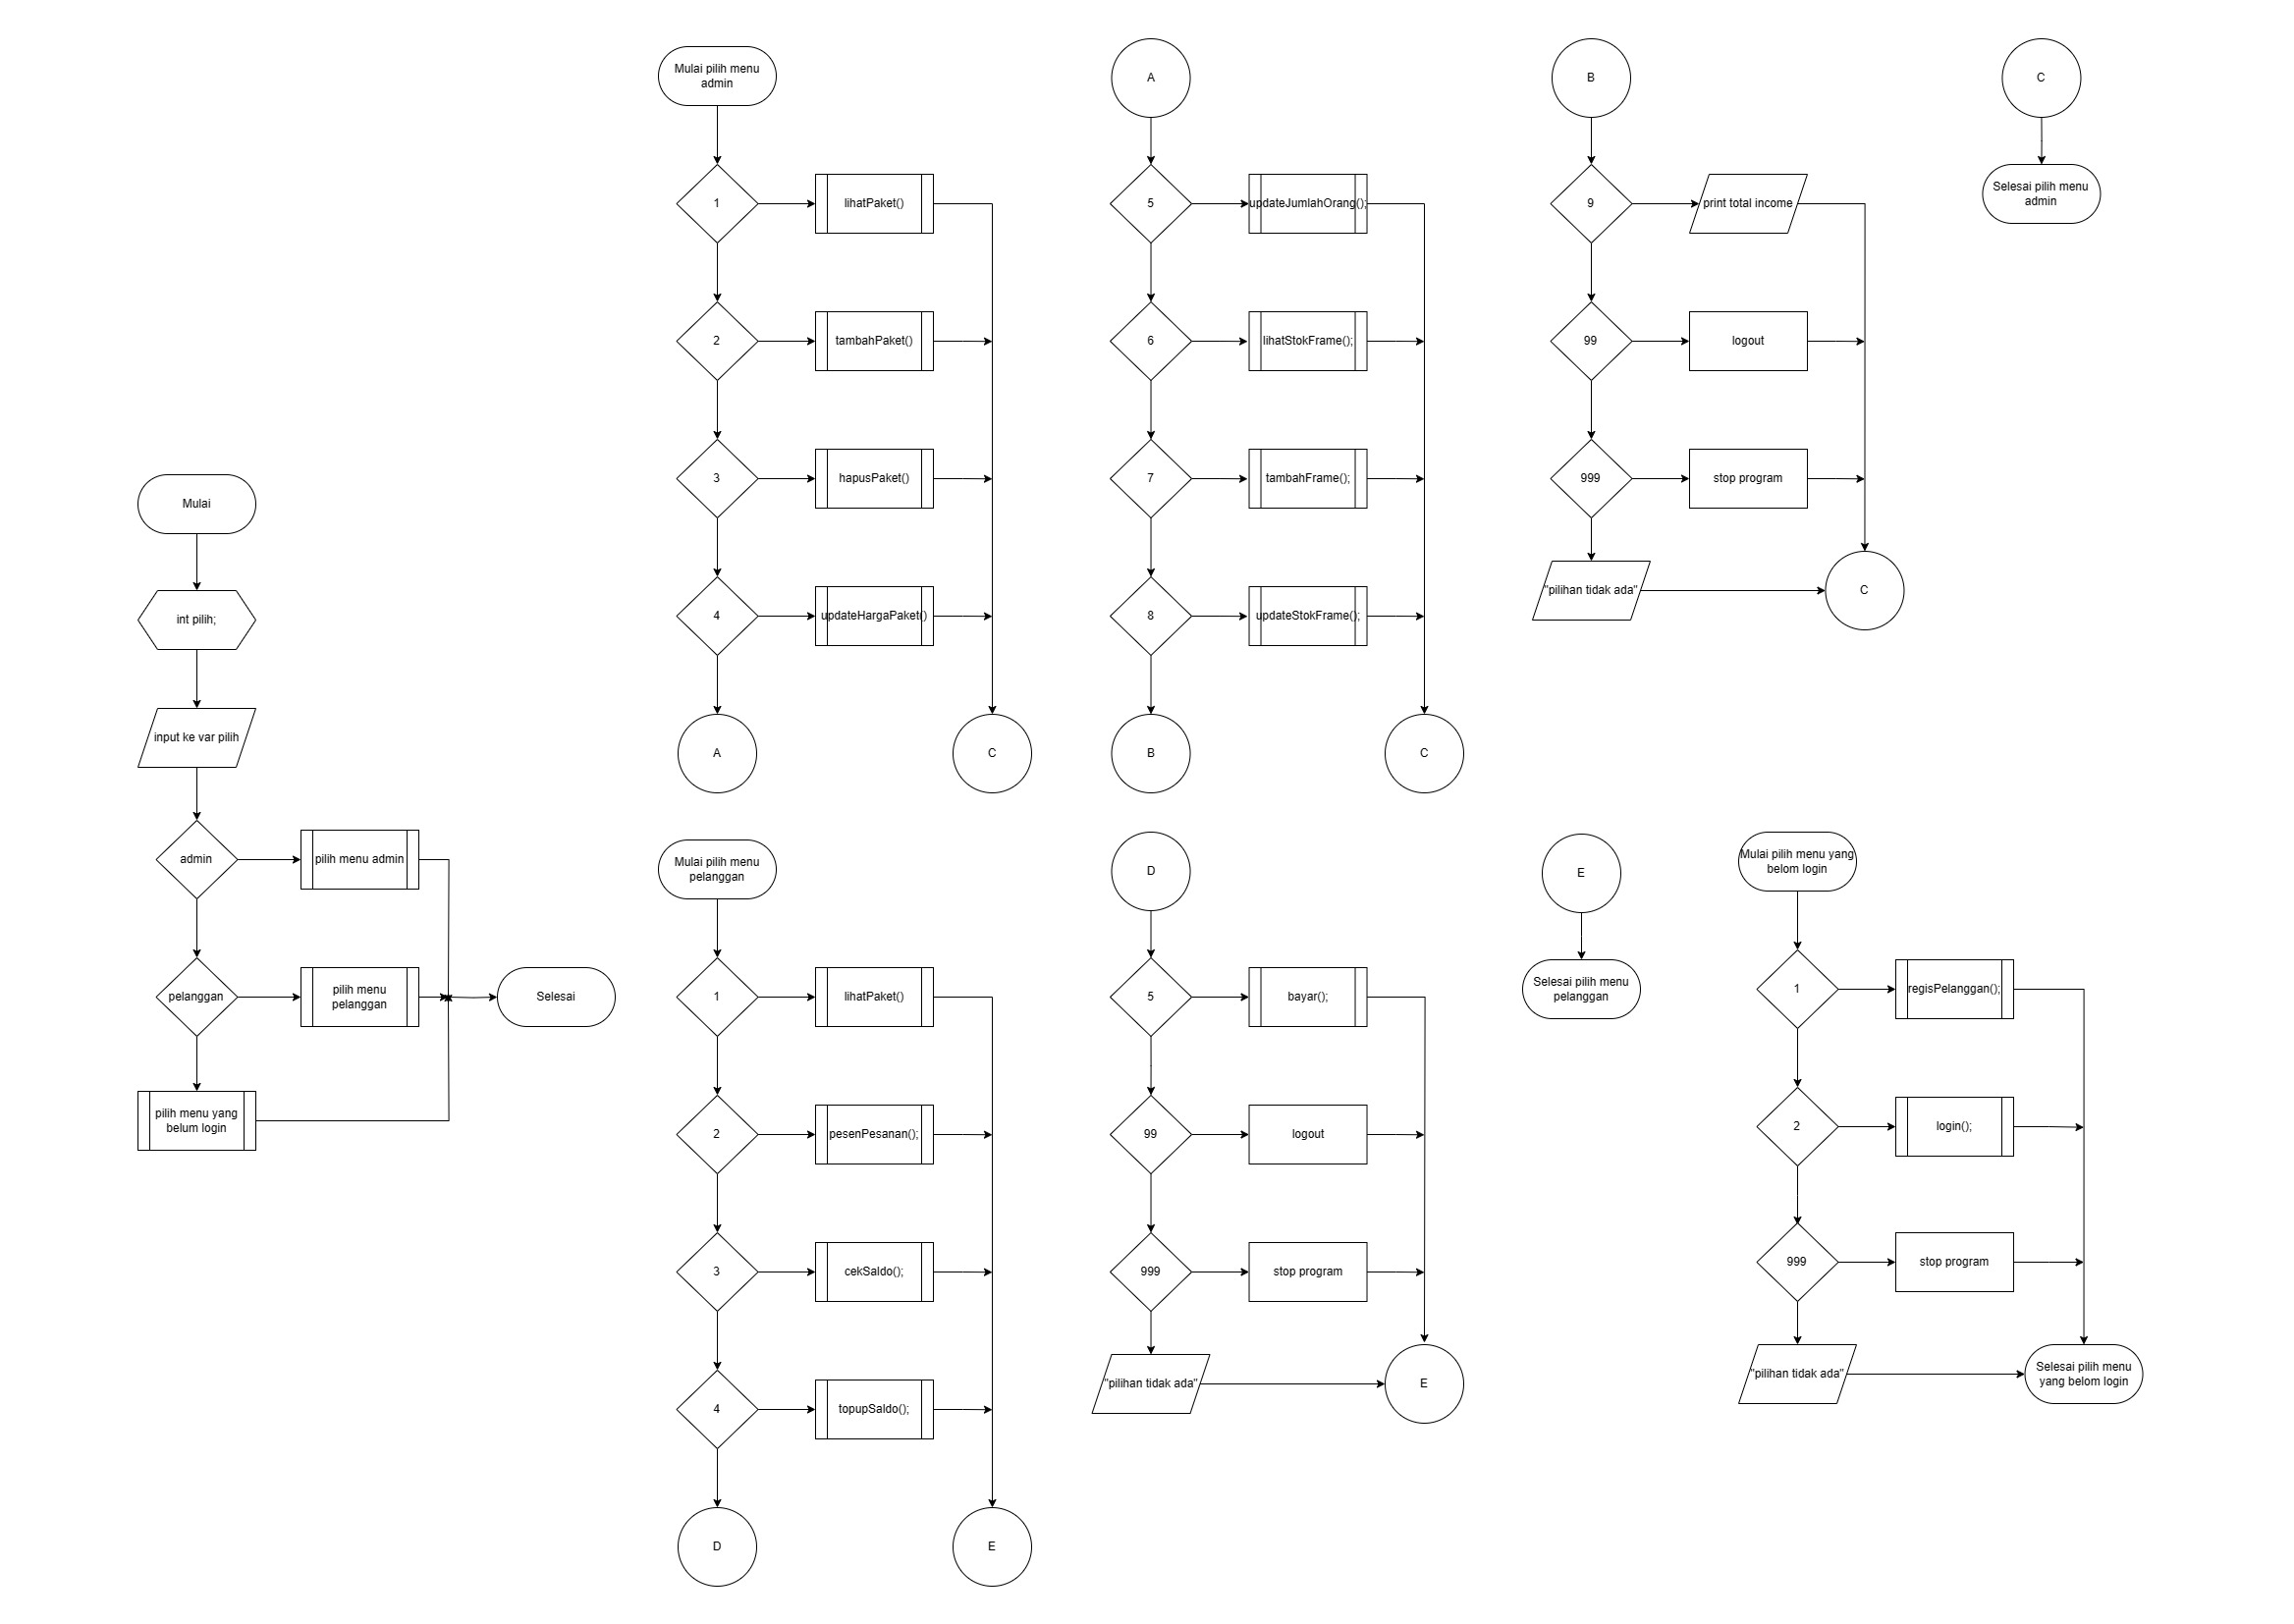 Mulai
int pilih;
input ke var pilih
admin
pilih menu admin
pelanggan
pilih menu
pelanggan
Selesai
pilih menu yang
belum login
Mulai pilih menu
admin
1
lihatPaket()
2
tambahPaket()
3
hapusPaket()
4
updateHargaPaket()
A
C
A
5
updateJumlahOrang();
6
lihatStokFrame();
7
tambahFrame();
8
updateStokFrame();
B
C
B
9
print total income
99
logout
999
stop program
"pilihan tidak ada"
C
C
Selesai pilih menu
admin
Mulai pilih menu
pelanggan
1
lihatPaket()
2
pesenPesanan();
3
cekSaldo();
4
topupSaldo();
D
E
D
5
bayar();
99
logout
999
stop program
"pilihan tidak ada"
E
E
Selesai pilih menu
pelanggan
Mulai pilih menu yang
belom login
1
regisPelanggan();
2
login();
999
stop program
"pilihan tidak ada"
Selesai pilih menu
yang belom login